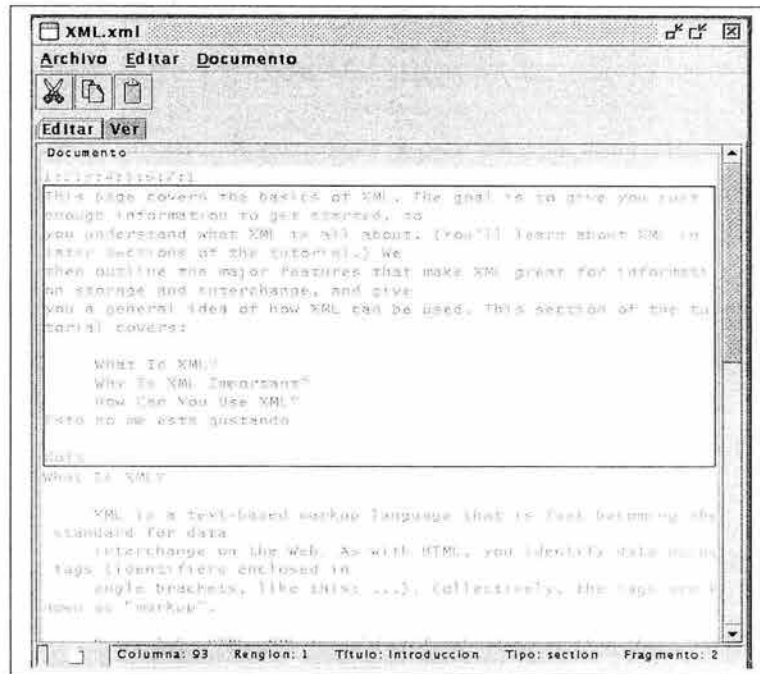 XML.xml
Archivo Editar Documento
Editar Ver
Documento
This page covers the basics of XML. The goal is to give you just
enough information to get started, so
you understand what XML is all about. (You'll learn about XML in
later sections of the tutorial.) We
then outline the major features that make XML great for informati
on storage and interchange, and give
you a general idea of how XML can be used. This section of the tu
torial covers:
What Is XML?
Why Is XML Important?
How Can You Use XML?
Esto no me esta gustando
What Is XML?
XML is a text-based markup language that is fast becoming the
standard for data
interchange on the Web. As with HTML, you identify data using
tags (identifiers enclosed in
angle brackets, like this: ...). Collectively, the tags are k
nown as "markup".
Columna: 93 Renglon: 1 Título: Introduccion Tipo: section Fragmento: 2